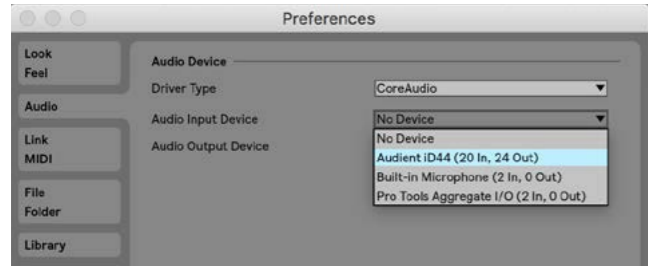 Preferences
Look
Feel
Audio
Link
MIDI
File
Folder
Library
Audio Device
Driver Type
CoreAudio
Audio Input Device
No Device
Audio Output Device
No Device
Audient iD44 (20 In, 24 Out)
Built-in Microphone (2 In, 0 Out)
Pro Tools Aggregate I/O (2 In, 0 Out)